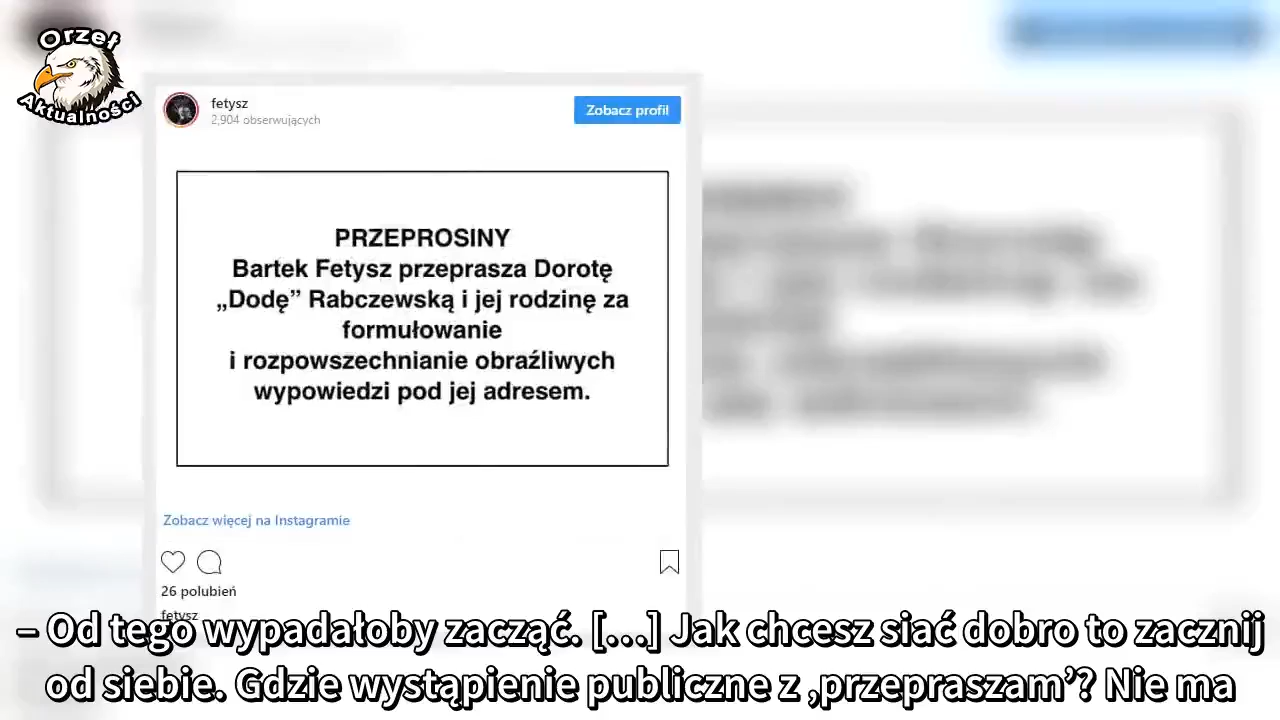 Orzeł
Aktualności
fetysz
2,904 obserwujących
Zobacz profil
PRZEPROSINY
Bartek Fetysz przeprasza Dorotę
„Dodę” Rabczewską i jej rodzinę za
formułowanie
i rozpowszechnianie obraźliwych
wypowiedzi pod jej adresem.
Zobacz więcej na Instagramie
26 polubień
fetysz
– Od tego wypadałoby zacząć. […] Jak chcesz siać dobro to zacznij
od siebie. Gdzie wystąpienie publiczne z ‚przepraszam’? Nie ma